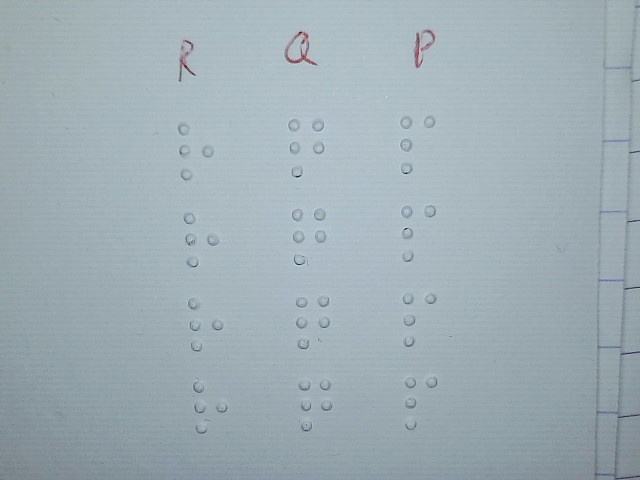 R Q P
⠗ ⠟ ⠏
⠗ ⠟ ⠏
⠗ ⠟ ⠏
⠗ ⠟ ⠏